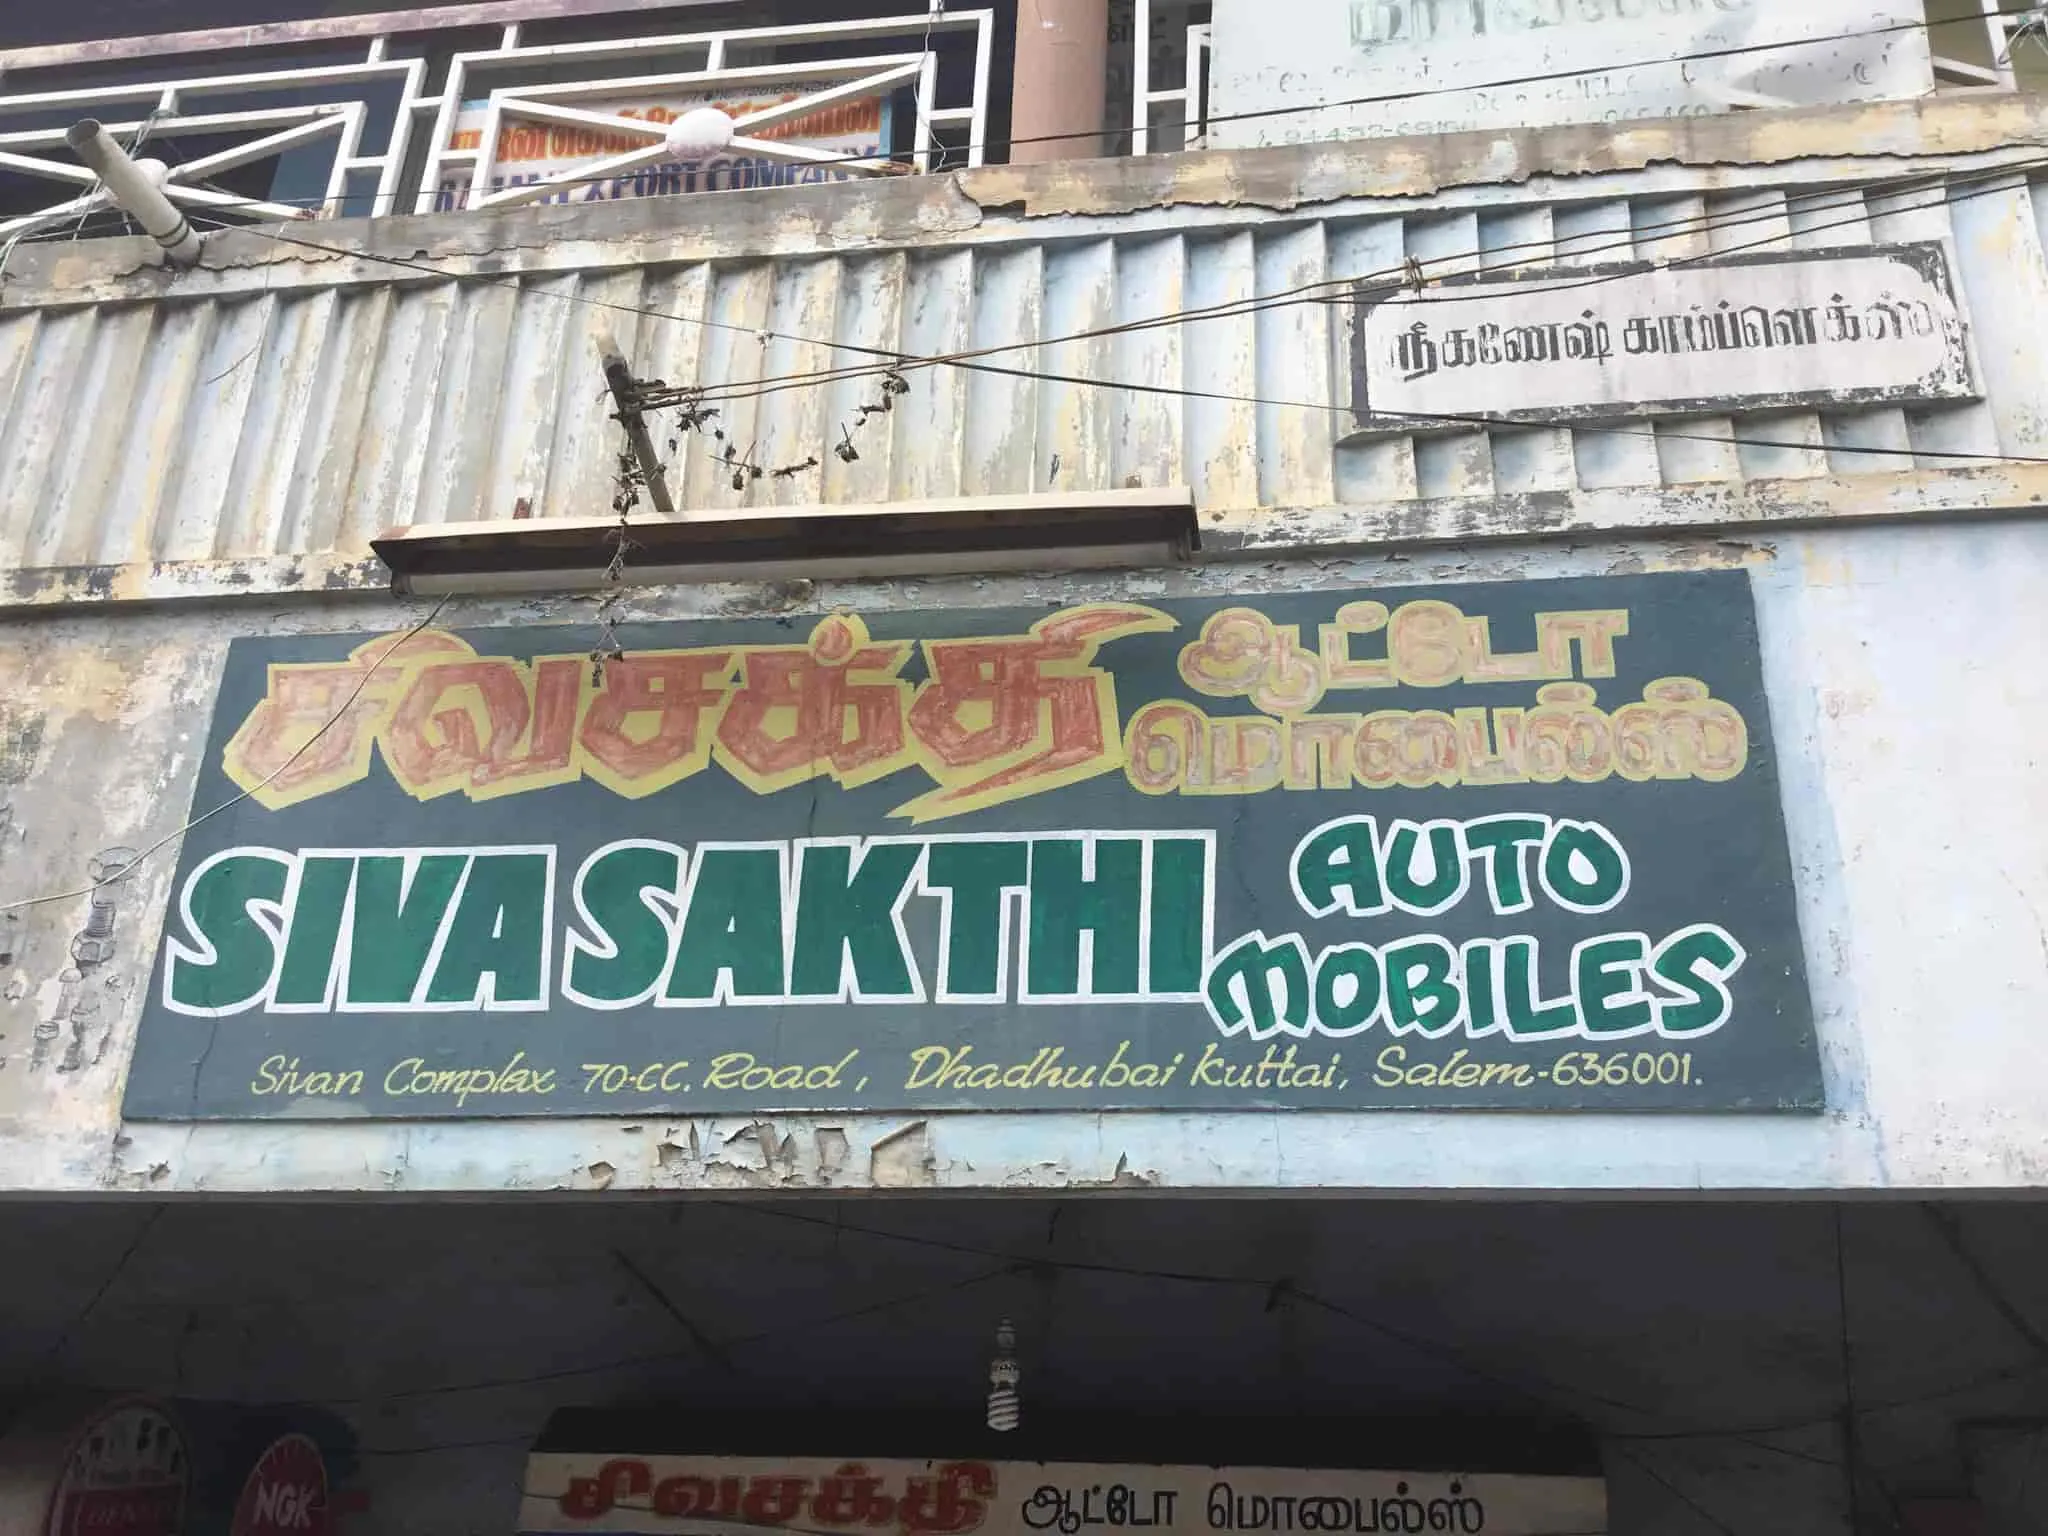 EXPORT COMPANY
ஸ்ரீ கணேஷ் காம்ப்ளெக்ஸ்
சிவசக்தி ஆட்டோ
மொபைல்ஸ்
SIVA SAKTHI AUTO
MOBILES
Sivan Complex 70-CC. Road, Dhadhubai Kuttai, Salem-636001.
NGK
சிவசக்தி ஆட்டோ மொபைல்ஸ்